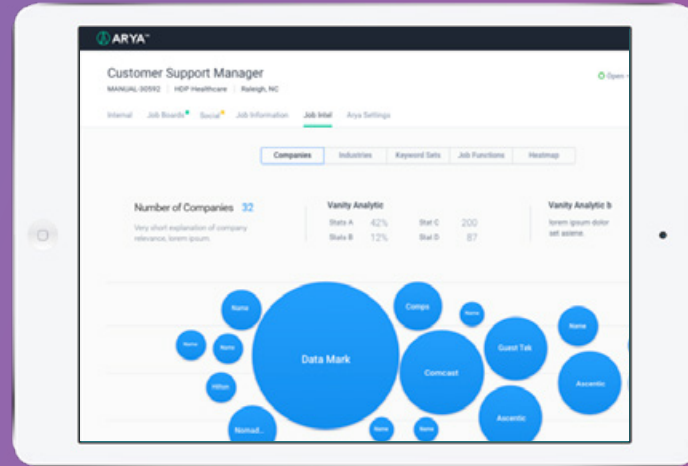 ARYA™
Customer Support Manager
MANUAL-00592 | HDP Healthcare | Raleigh, NC
Open
Internal Job Boards Social Job Information Job Intel Arya Settings
Companies Industries Keyword Sets Job Functions Heatmap
Number of Companies 32
Very short explanation of company
relevance, lorem ipsum.
Vanity Analytic
Stats A 42% Stat C 200
Stats B 12% Stat D 87
Vanity Analytic b
lorem ipsum dolor
set asiene.
Name
Comps
Name
Name
Name
Name
Data Mark
Guest Tak
Comcast
Hilton
Ascentic
Ascentic
Nomad..
Name
Name